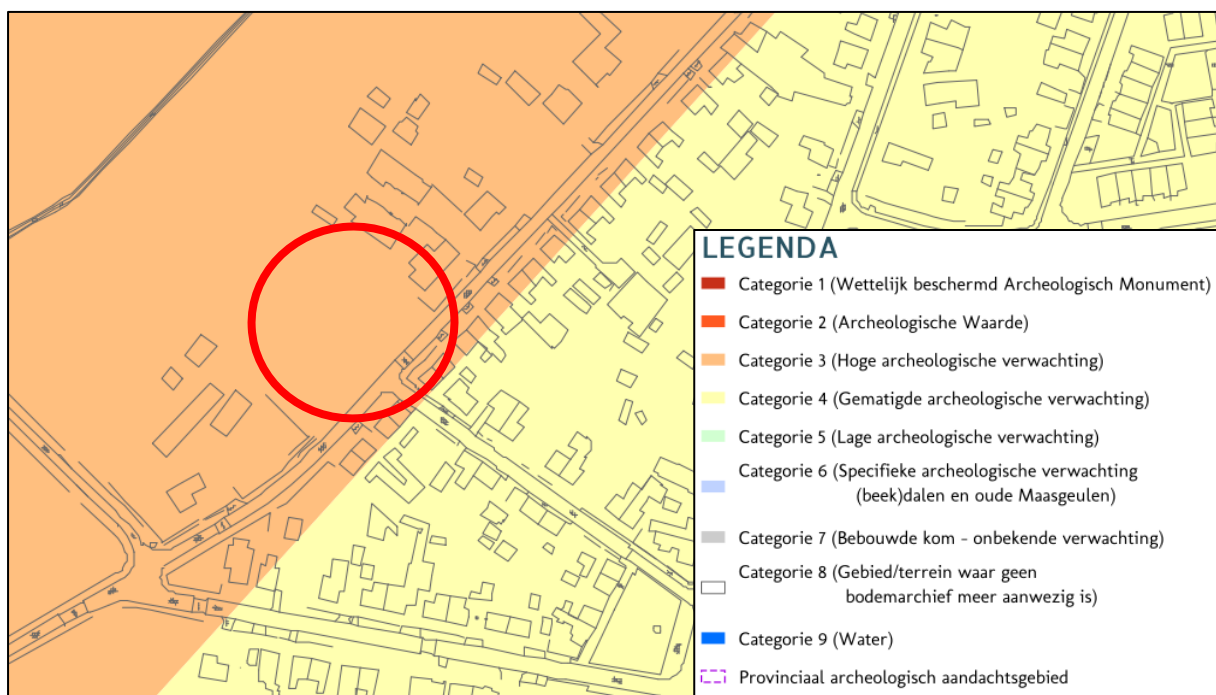 LEGENDA
Categorie 1 (Wettelijk beschermd Archeologisch Monument)
Categorie 2 (Archeologische Waarde)
Categorie 3 (Hoge archeologische verwachting)
Categorie 4 (Gematigde archeologische verwachting)
Categorie 5 (Lage archeologische verwachting)
Categorie 6 (Specifieke archeologische verwachting
(beek)dalen en oude Maasgeulen)
Categorie 7 (Bebouwde kom - onbekende verwachting)
Categorie 8 (Gebied/terrein waar geen
bodemarchief meer aanwezig is)
Categorie 9 (Water)
Provinciaal archeologisch aandachtsgebied